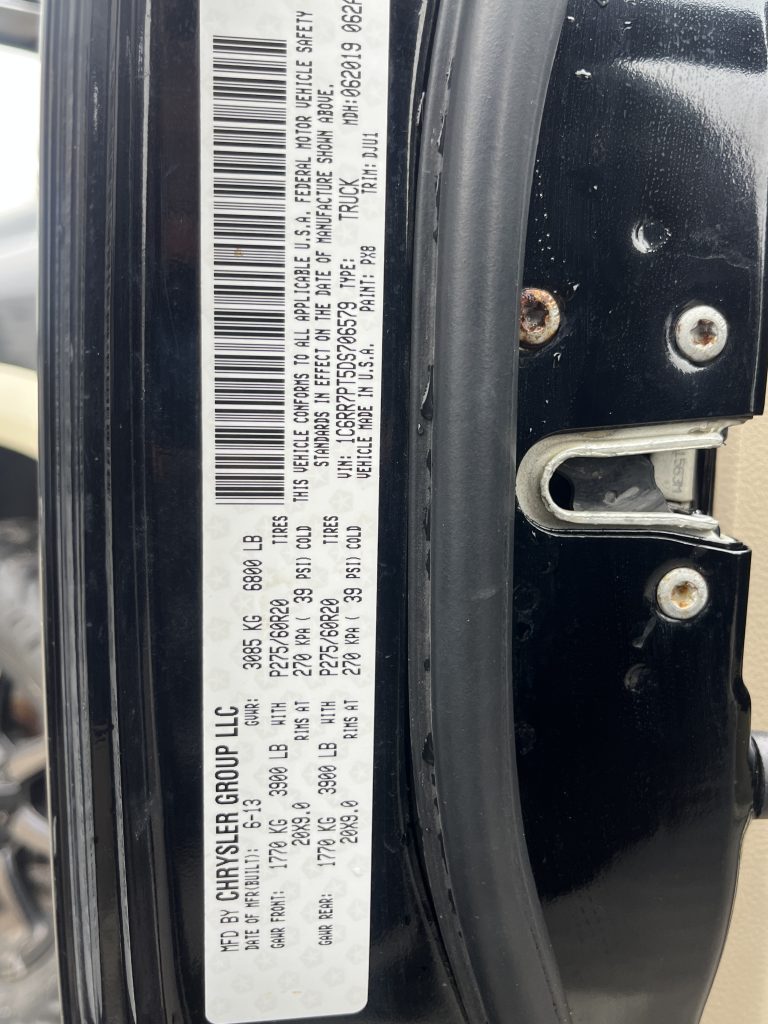 MFD BY CHRYSLER GROUP LLC
DATE OF MFR(BUILT): 6-13 GVWR: 3085 KG 6800 LB
GAWR FRONT: 1770 KG 3900 LB WITH P275/60R20 TIRES
20X9.0 RIMS AT 270 KPA ( 39 PSI) COLD
GAWR REAR: 1770 KG 3900 LB WITH P275/60R20 TIRES
20X9.0 RIMS AT 270 KPA ( 39 PSI) COLD
THIS VEHICLE CONFORMS TO ALL APPLICABLE U.S.A. FEDERAL MOTOR VEHICLE SAFETY
STANDARDS IN EFFECT ON THE DATE OF MANUFACTURE SHOWN ABOVE.
VIN: 1C6RR7PT5DS706579 TYPE: TRUCK MDH:062019 062
VEHICLE MADE IN U.S.A. PAINT: PX8 TRIM: DJU1